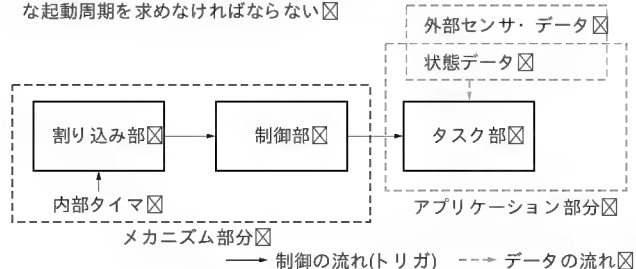 な起動周期を求めなければならない
外部センサ・データ
状態データ
割り込み部
制御部
タスク部
内部タイマ
アプリケーション部分
メカニズム部分
制御の流れ(トリガ)
データの流れ